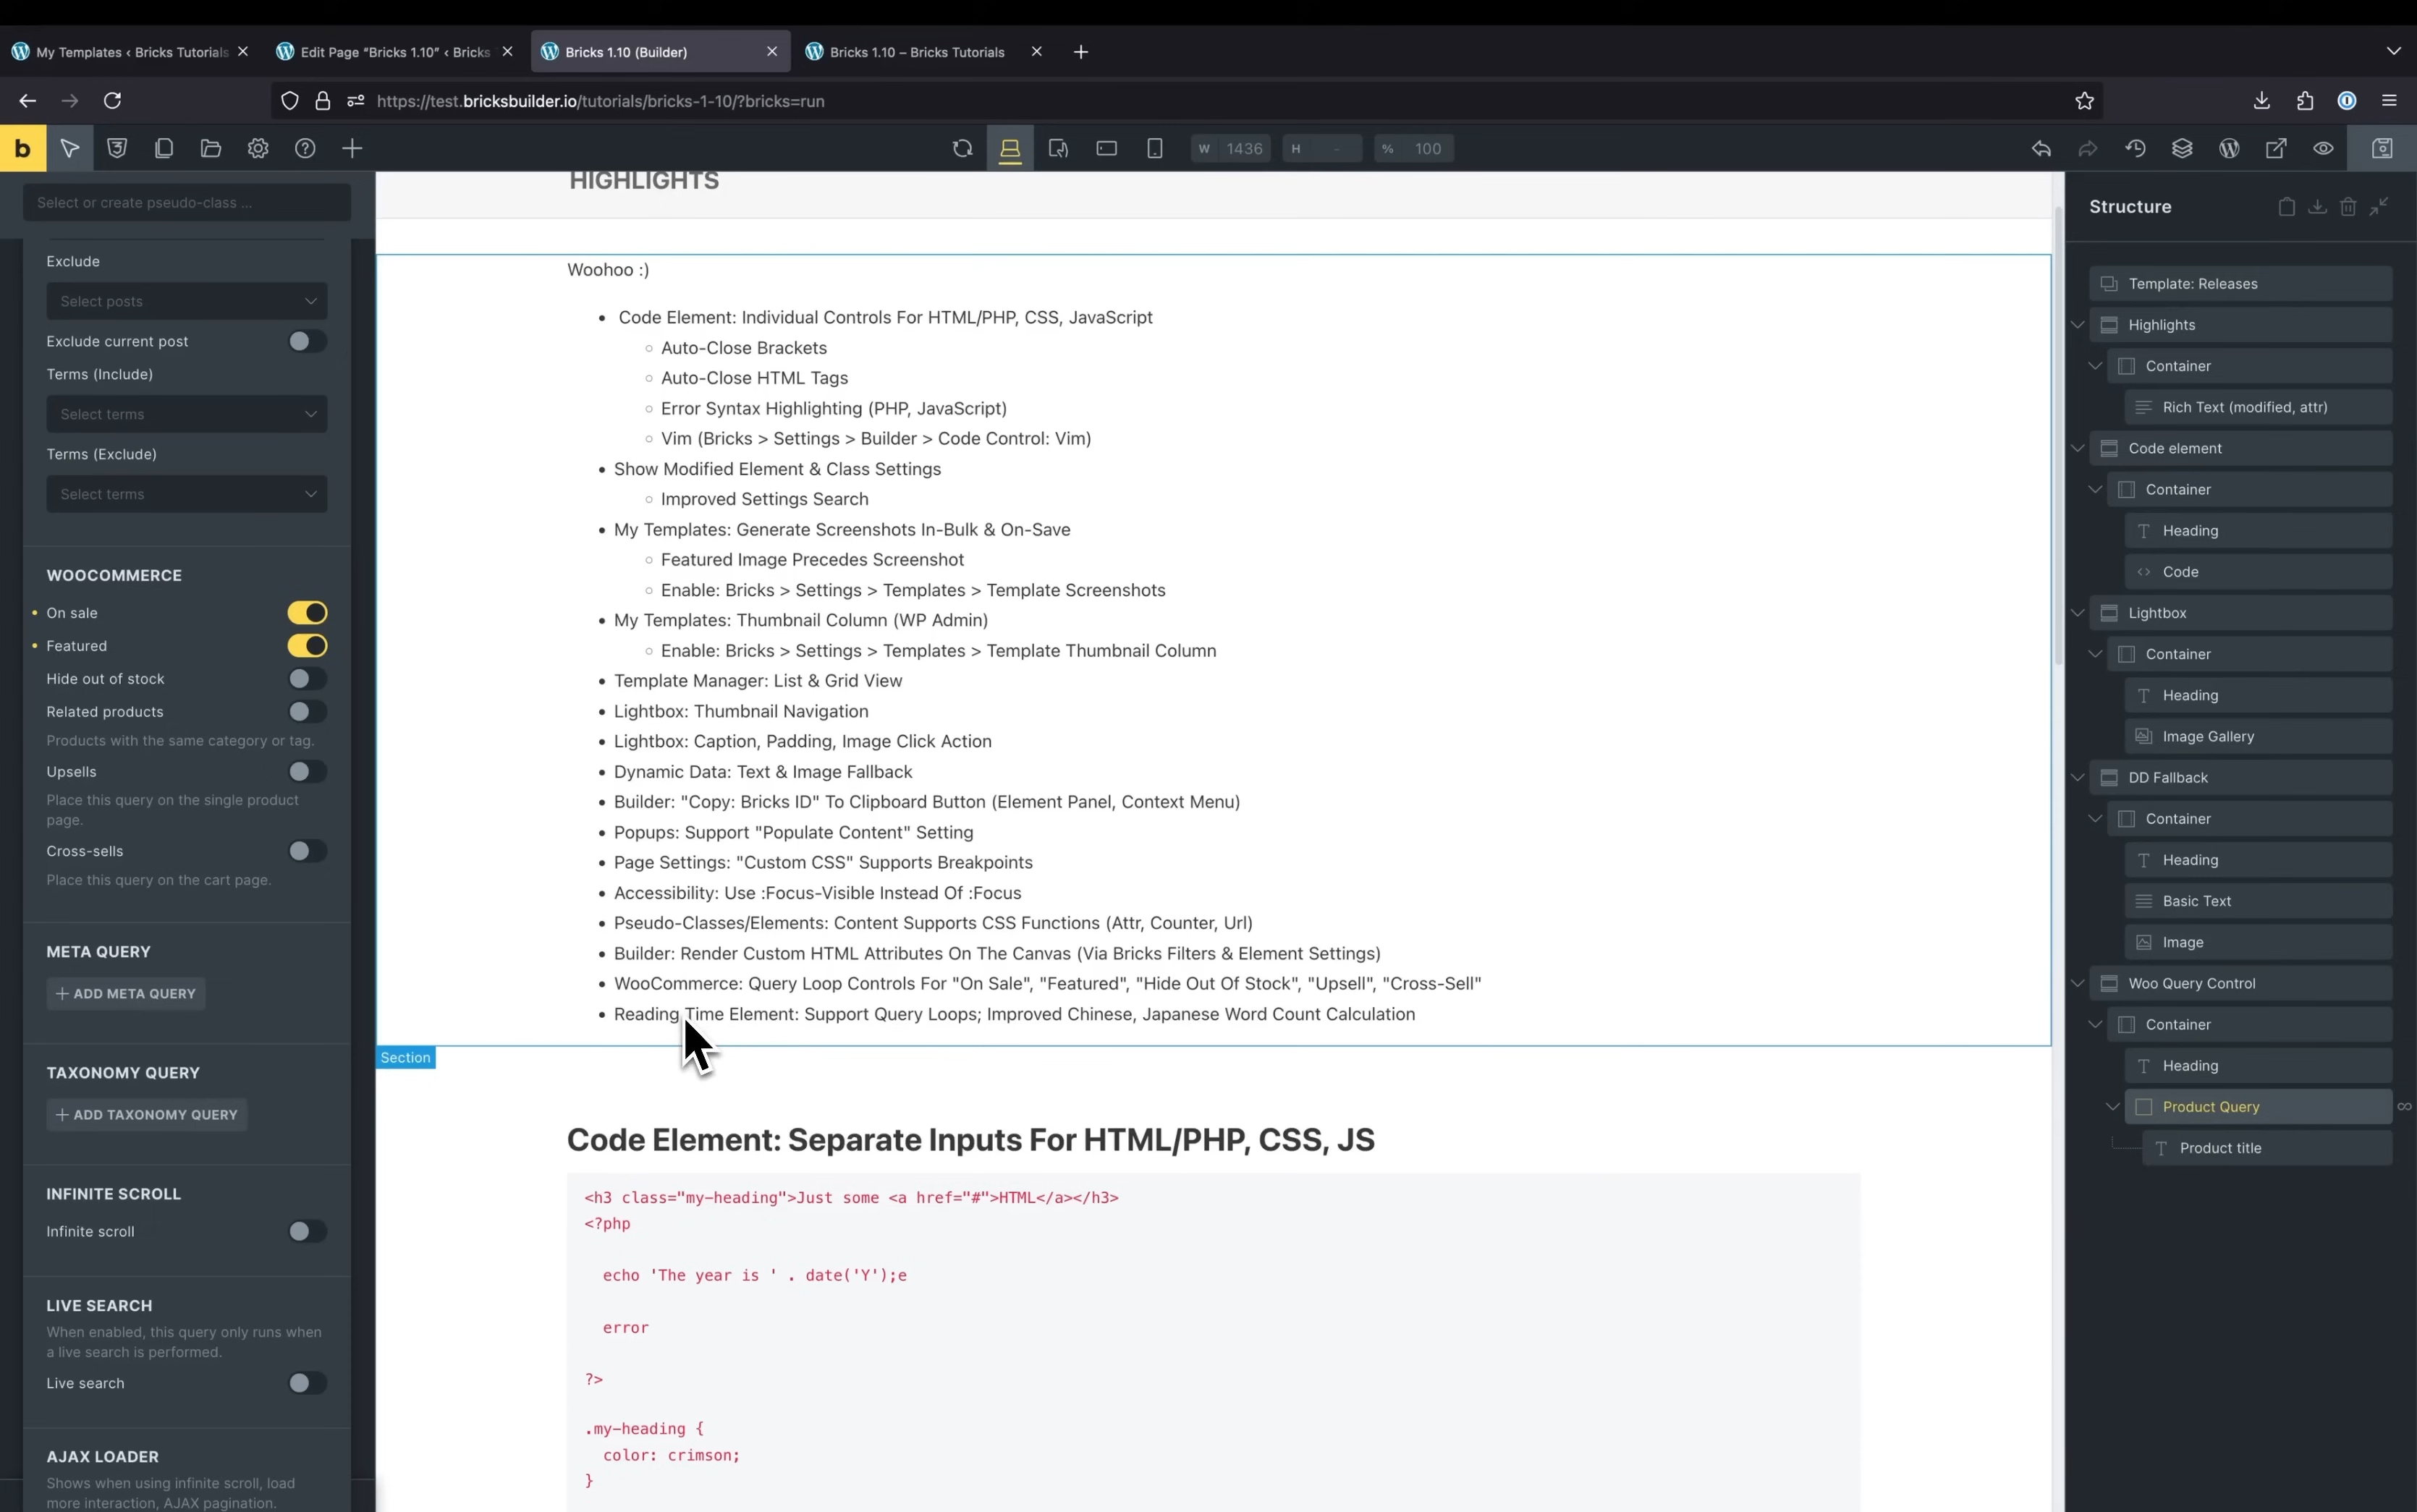 My Templates ‹ Bricks Tutorials
Edit Page "Bricks 1.10" ‹ Bricks
Bricks 1.10 (Builder)
Bricks 1.10 – Bricks Tutorials
https://test.bricksbuilder.io/tutorials/bricks-1-10/?bricks=run
b
W 1436
H -
% 100
Select or create pseudo-class ...
Exclude
Select posts
Exclude current post
Terms (Include)
Select terms
Terms (Exclude)
Select terms
WOOCOMMERCE
• On sale
• Featured
Hide out of stock
Related products
Products with the same category or tag.
Upsells
Place this query on the single product
page.
Cross-sells
Place this query on the cart page.
META QUERY
+ ADD META QUERY
TAXONOMY QUERY
+ ADD TAXONOMY QUERY
INFINITE SCROLL
Infinite scroll
LIVE SEARCH
When enabled, this query only runs when
a live search is performed.
Live search
AJAX LOADER
Shows when using infinite scroll, load
more interaction, AJAX pagination.
HIGHLIGHTS
Woohoo :)
• Code Element: Individual Controls For HTML/PHP, CSS, JavaScript
◦ Auto-Close Brackets
◦ Auto-Close HTML Tags
◦ Error Syntax Highlighting (PHP, JavaScript)
◦ Vim (Bricks > Settings > Builder > Code Control: Vim)
• Show Modified Element & Class Settings
◦ Improved Settings Search
• My Templates: Generate Screenshots In-Bulk & On-Save
◦ Featured Image Precedes Screenshot
◦ Enable: Bricks > Settings > Templates > Template Screenshots
• My Templates: Thumbnail Column (WP Admin)
◦ Enable: Bricks > Settings > Templates > Template Thumbnail Column
• Template Manager: List & Grid View
• Lightbox: Thumbnail Navigation
• Lightbox: Caption, Padding, Image Click Action
• Dynamic Data: Text & Image Fallback
• Builder: "Copy: Bricks ID" To Clipboard Button (Element Panel, Context Menu)
• Popups: Support "Populate Content" Setting
• Page Settings: "Custom CSS" Supports Breakpoints
• Accessibility: Use :Focus-Visible Instead Of :Focus
• Pseudo-Classes/Elements: Content Supports CSS Functions (Attr, Counter, Url)
• Builder: Render Custom HTML Attributes On The Canvas (Via Bricks Filters & Element Settings)
• WooCommerce: Query Loop Controls For "On Sale", "Featured", "Hide Out Of Stock", "Upsell", "Cross-Sell"
• Reading Time Element: Support Query Loops; Improved Chinese, Japanese Word Count Calculation
Section
Code Element: Separate Inputs For HTML/PHP, CSS, JS
<h3 class="my-heading">Just some <a href="#">HTML</a></h3>
<?php
echo 'The year is ' . date('Y');e
error
?>
.my-heading {
color: crimson;
}
Structure
Template: Releases
Highlights
Container
Rich Text (modified, attr)
Code element
Container
Heading
Code
Lightbox
Container
Heading
Image Gallery
DD Fallback
Container
Heading
Basic Text
Image
Woo Query Control
Container
Heading
Product Query
Product title